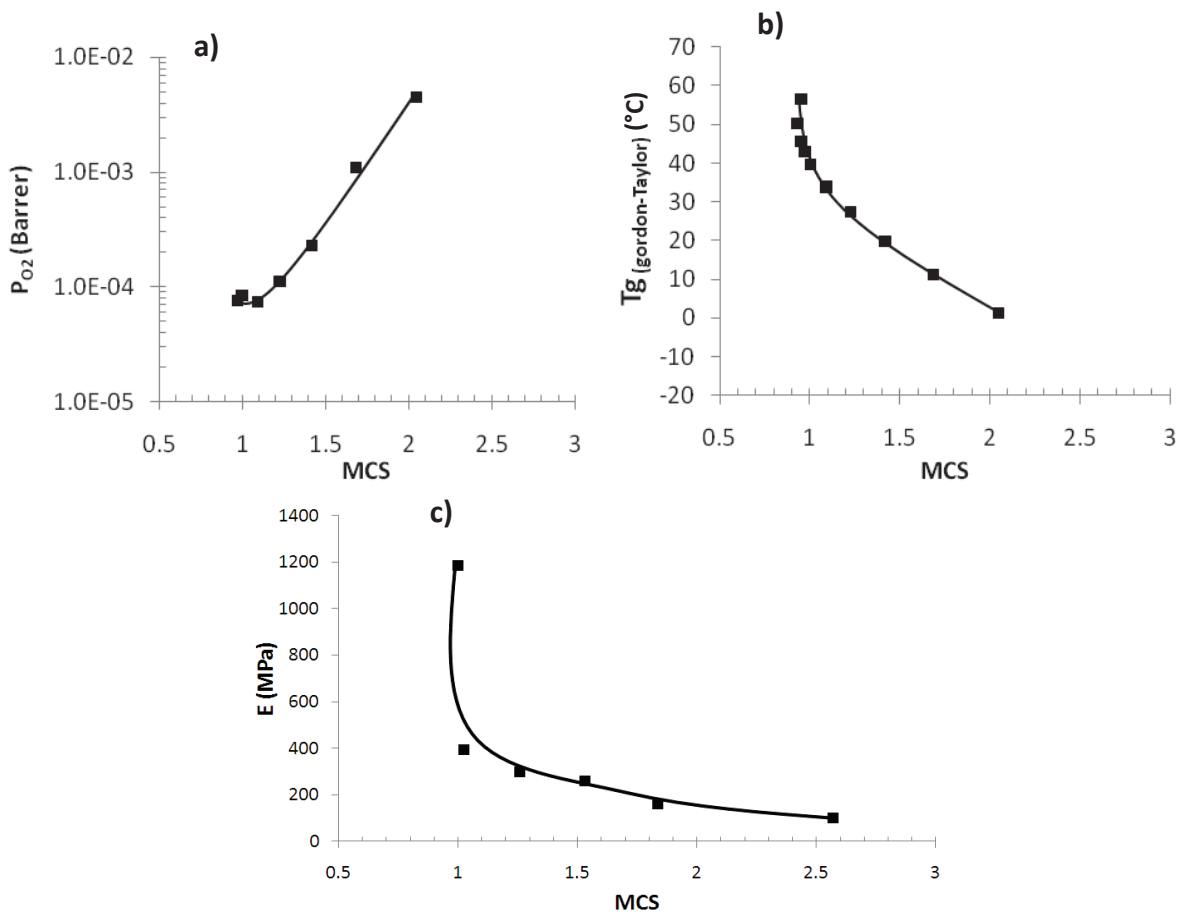 a)
P_O2 (Barrer)
1.0E-02
1.0E-03
1.0E-04
1.0E-05
0.5 1 1.5 2 2.5 3
MCS
b)
Tg (gordon-Taylor) (°C)
70
60
50
40
30
20
10
0
-10
-20
0.5 1 1.5 2 2.5 3
MCS
c)
E (MPa)
1400
1200
1000
800
600
400
200
0
0.5 1 1.5 2 2.5 3
MCS